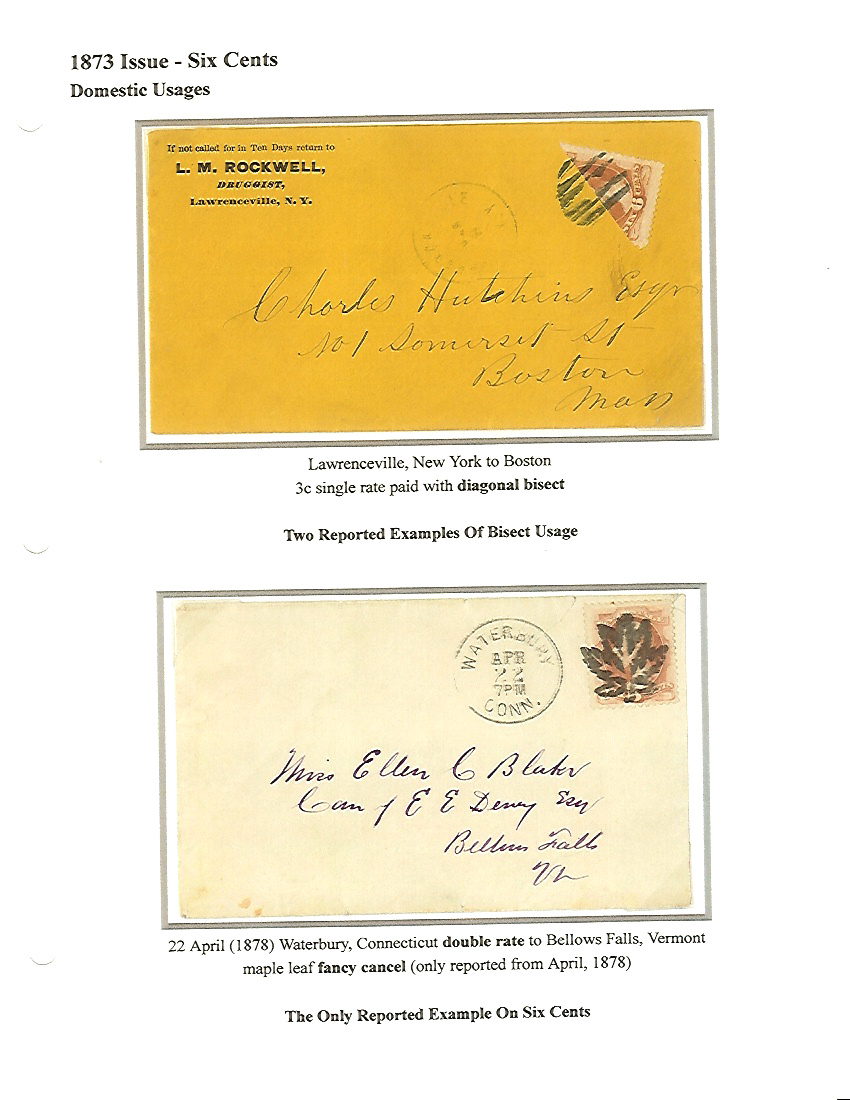 1873 Issue - Six Cents
Domestic Usages
If not called for in Ten Days return to
L. M. ROCKWELL,
DRUGGIST,
Lawrenceville, N. Y.
Charles Hutchins Esqr
No 1 Somerset St
Boston
Mass
Lawrenceville, New York to Boston
3c single rate paid with diagonal bisect
Two Reported Examples Of Bisect Usage
WATERBURY
APR
22
7PM
CONN.
Miss Ellen C
Care of E E Dewey Esq
Bellows Falls
Vt
22 April (1878) Waterbury, Connecticut double rate to Bellows Falls, Vermont
maple leaf fancy cancel (only reported from April, 1878)
The Only Reported Example On Six Cents